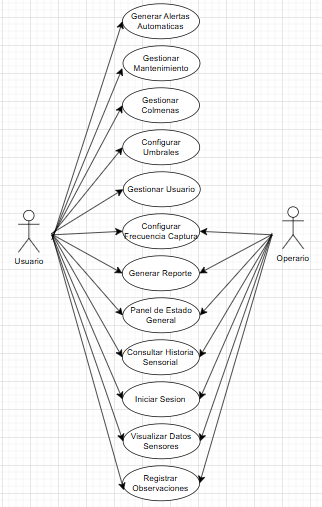 Generar Alertas
Automaticas
Gestionar
Mantenimiento
Gestionar
Colmenas
Configurar
Umbrales
Gestionar Usuario
Configurar
Frecuencia Captura
Usuario
Operario
Generar Reporte
Panel de Estado
General
Consultar Historia
Sensorial
Iniciar Sesion
Visualizar Datos
Sensores
Registrar
Observaciones